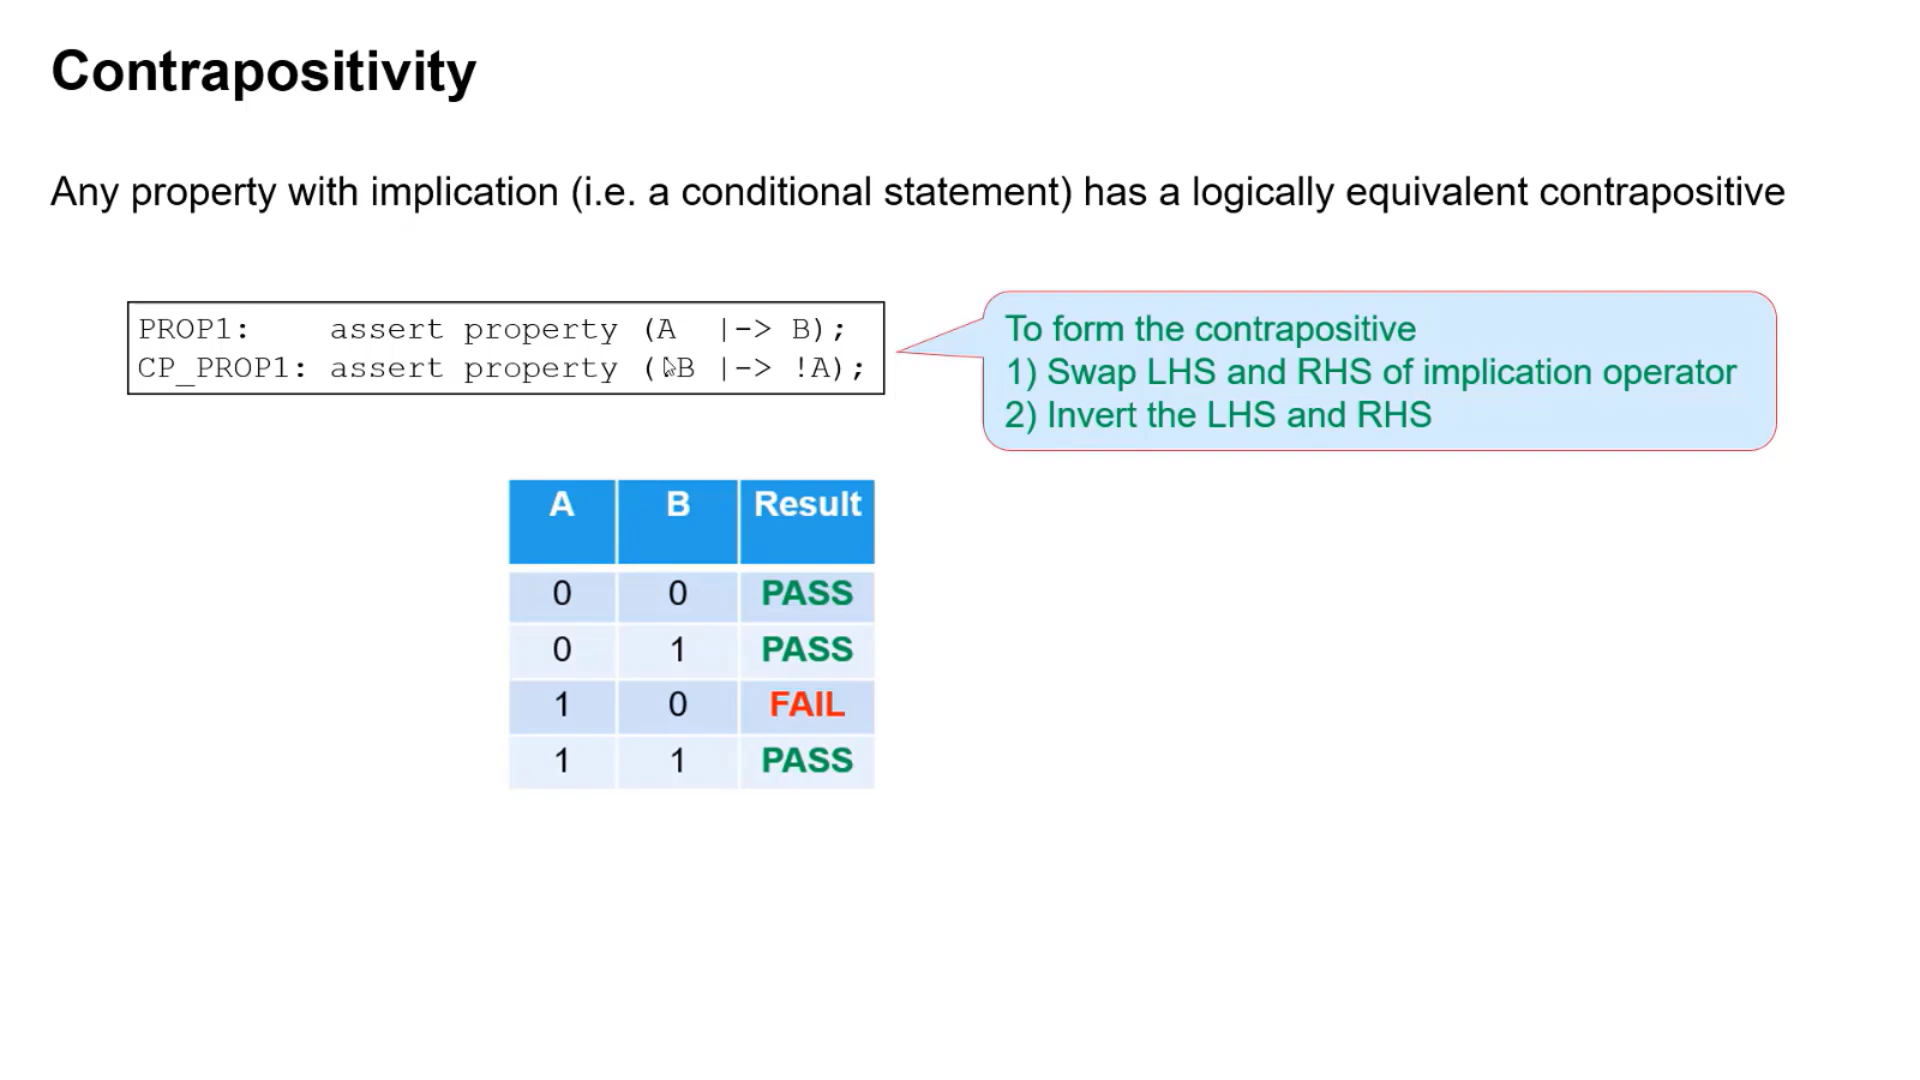 Contrapositivity
Any property with implication (i.e. a conditional statement) has a logically equivalent contrapositive
PROP1: assert property (A |-> B);
CP_PROP1: assert property (!B |-> !A);
To form the contrapositive
1) Swap LHS and RHS of implication operator
2) Invert the LHS and RHS
A B Result
0 0 PASS
0 1 PASS
1 0 FAIL
1 1 PASS